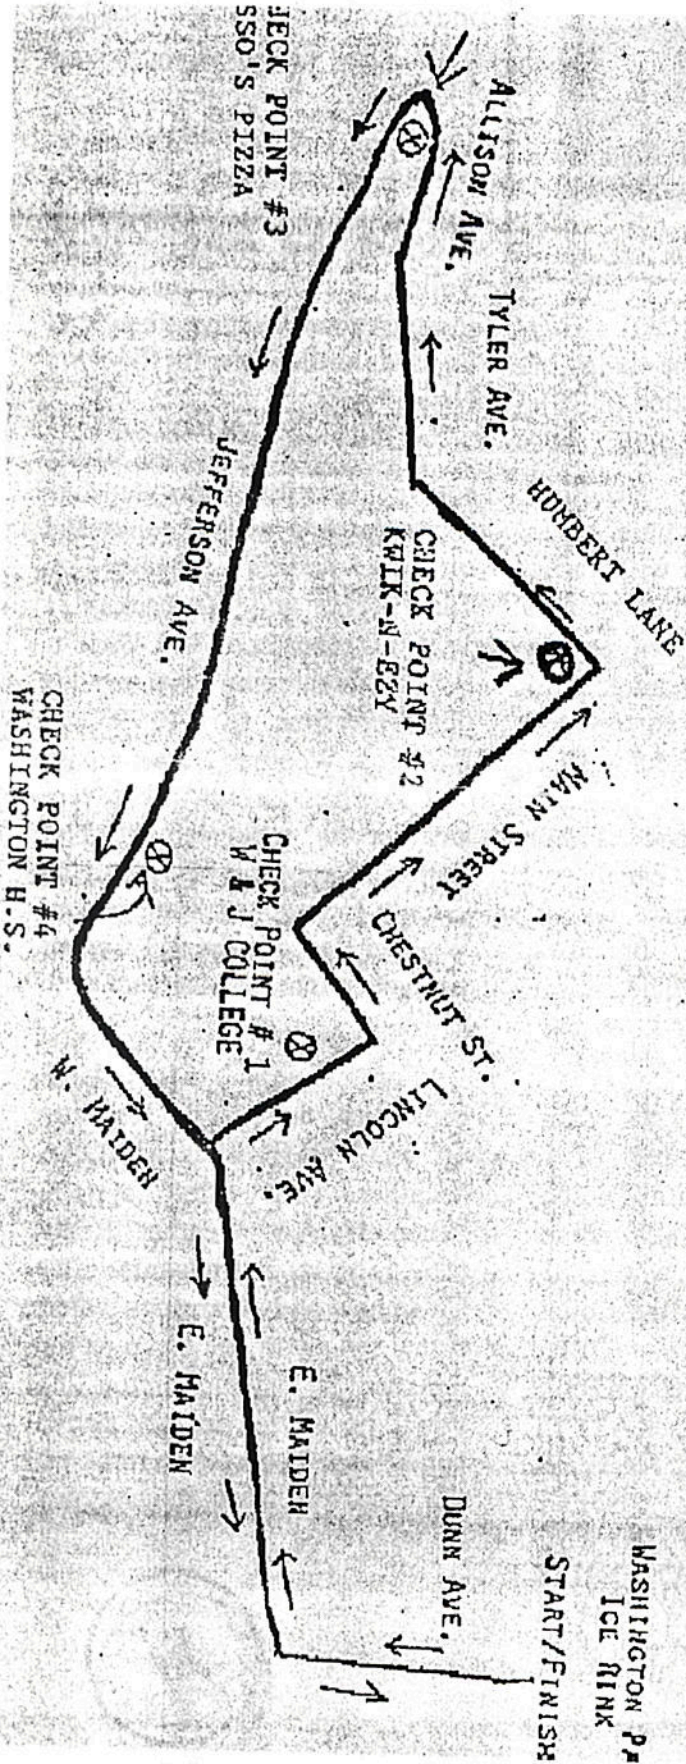 HECK POINT #3
SSO'S PIZZA
ALLISON AVE.
TYLER AVE.
HUMBERT LANE
CHECK POINT #2
KWIK-N-EZY
JEFFERSON AVE.
MAIN STREET
CHESTNUT ST.
CHECK POINT #4
WASHINGTON H.S.
CHECK POINT # 1
W & J COLLEGE
LINCOLN AVE.
W. MAIDEN
E. MAIDEN
E. MAIDEN
DUNN AVE.
WASHINGTON PK
ICE RINK
START/FINISH